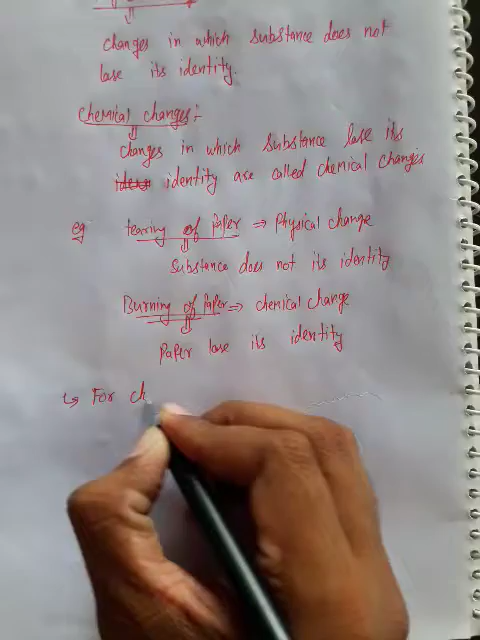 changes in which substance does not
lose its identity.
Chemical changes:-
changes in which substance lose its
identity are called chemical changes
eg tearing of paper ⇒ Physical change
Substance does not its identity
Burning of Paper ⇒ chemical change
Paper lose its identity
↳ For ch